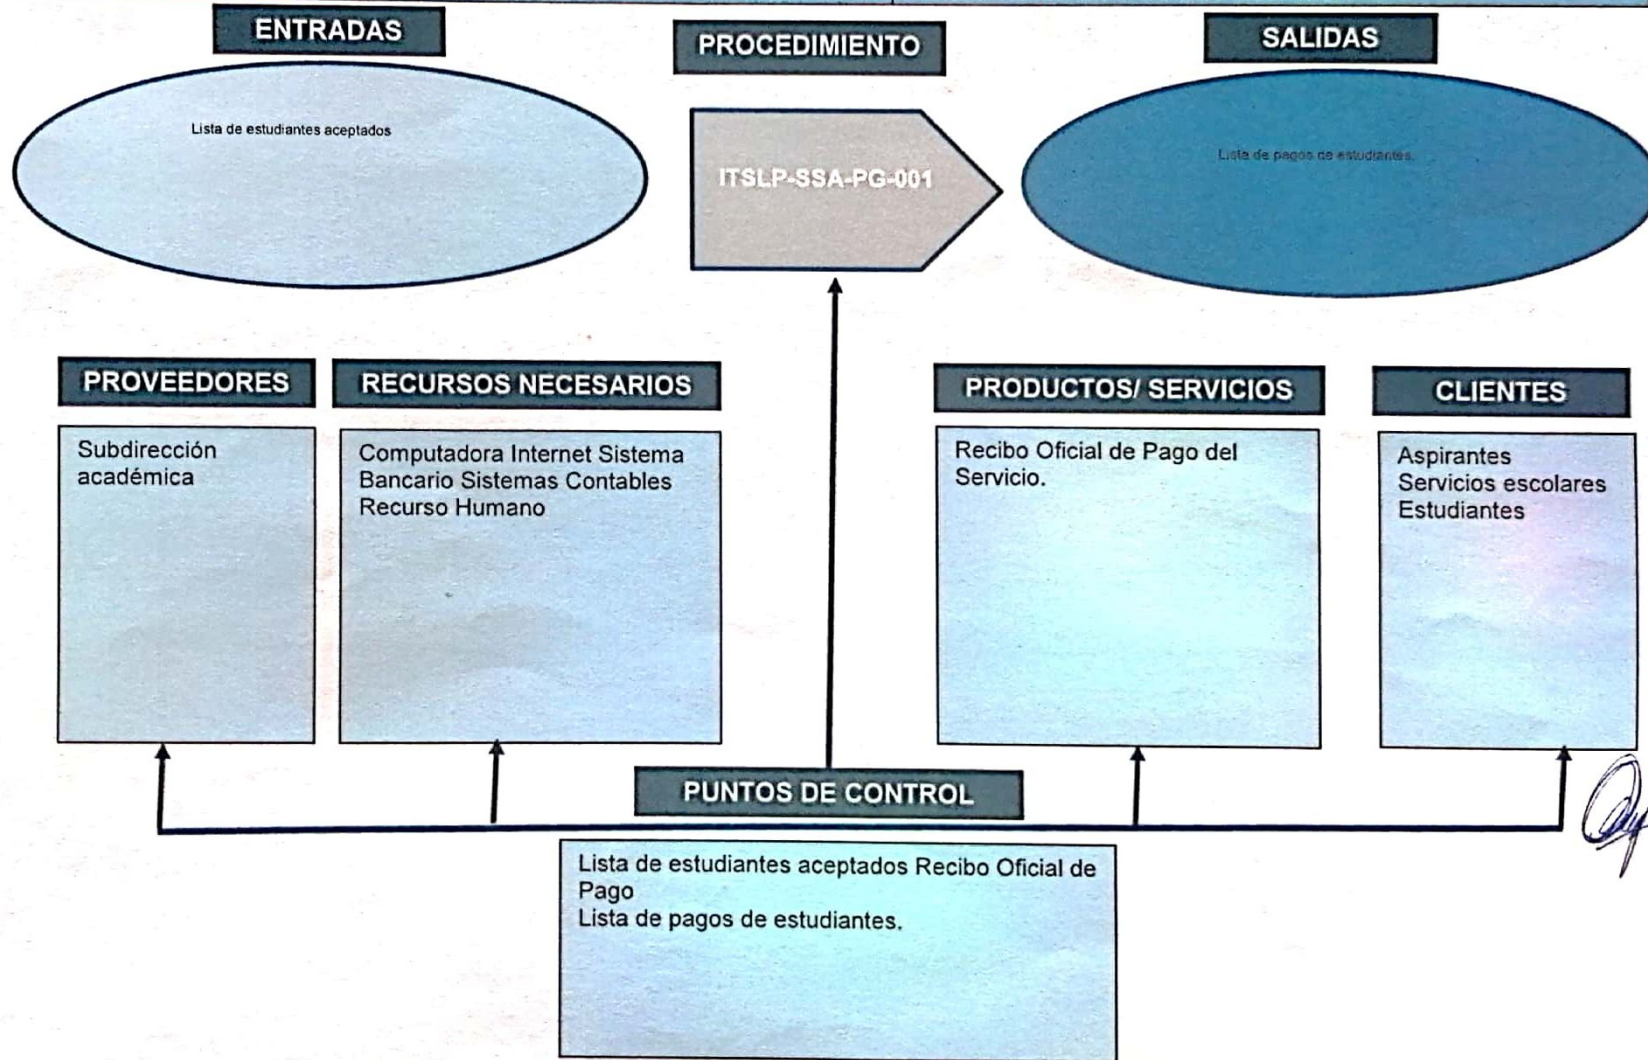 ENTRADAS
PROCEDIMIENTO
SALIDAS
Lista de estudiantes aceptados
ITSLP-SSA-PG-001
Lista de pagos de estudiantes.
PROVEEDORES
RECURSOS NECESARIOS
PRODUCTOS/ SERVICIOS
CLIENTES
Subdirección
académica
Computadora Internet Sistema
Bancario Sistemas Contables
Recurso Humano
Recibo Oficial de Pago del
Servicio.
Aspirantes
Servicios escolares
Estudiantes
PUNTOS DE CONTROL
Lista de estudiantes aceptados Recibo Oficial de
Pago
Lista de pagos de estudiantes.